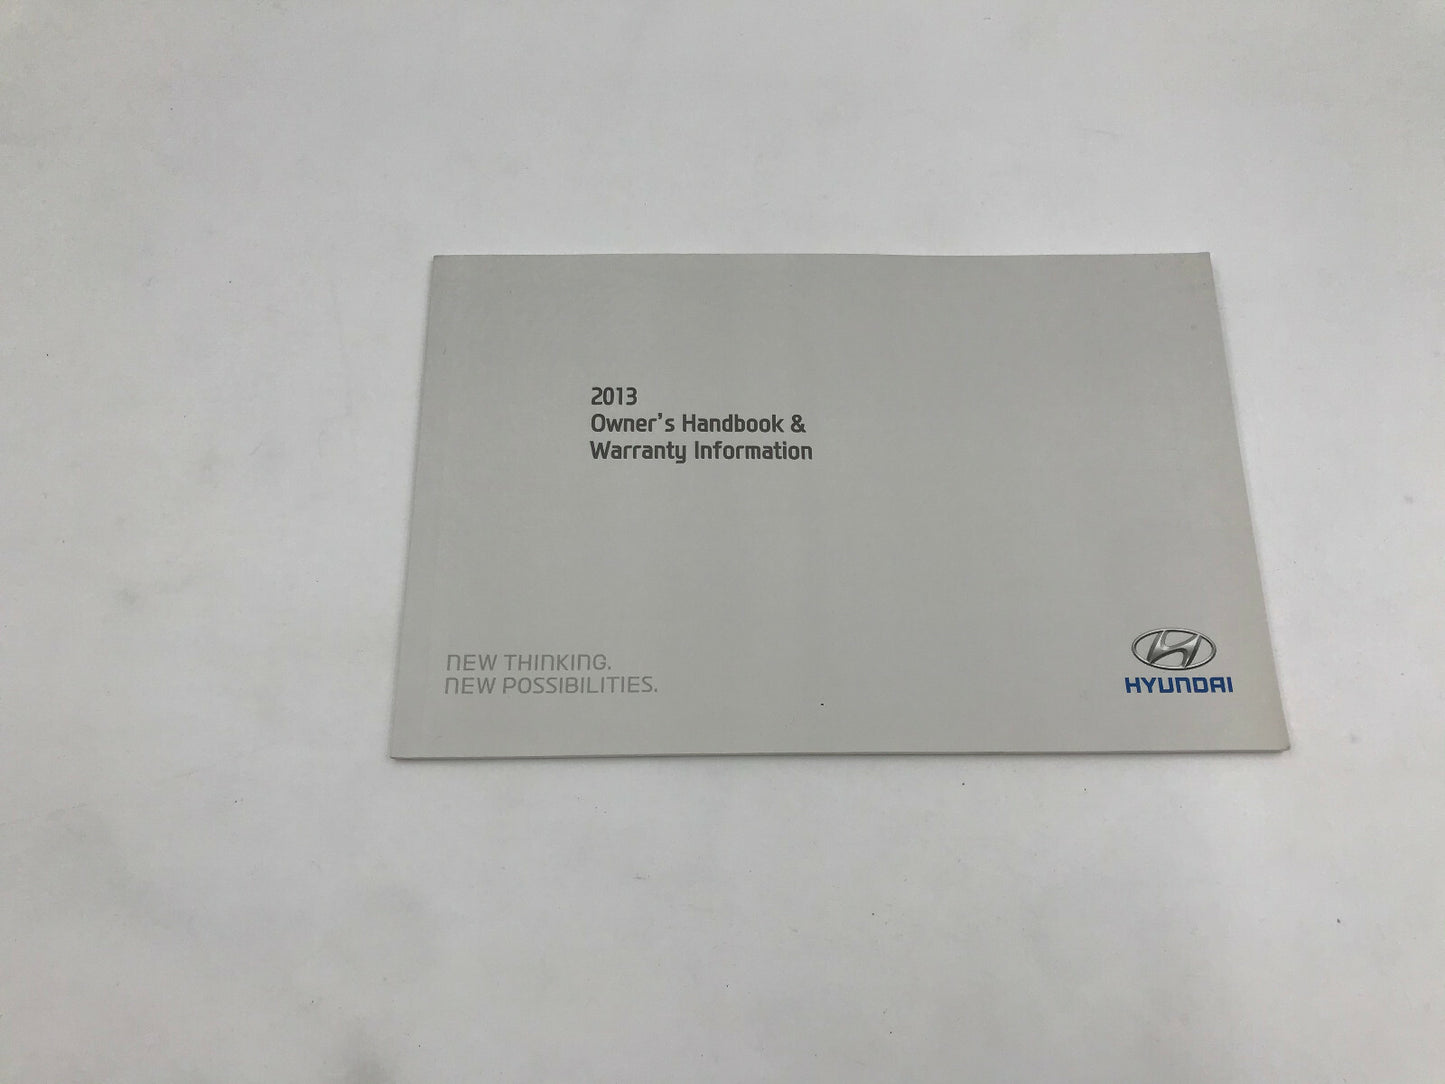 2013
Owner's Handbook &
Warranty Information
NEW THINKING.
NEW POSSIBILITIES.
HYUNDAI